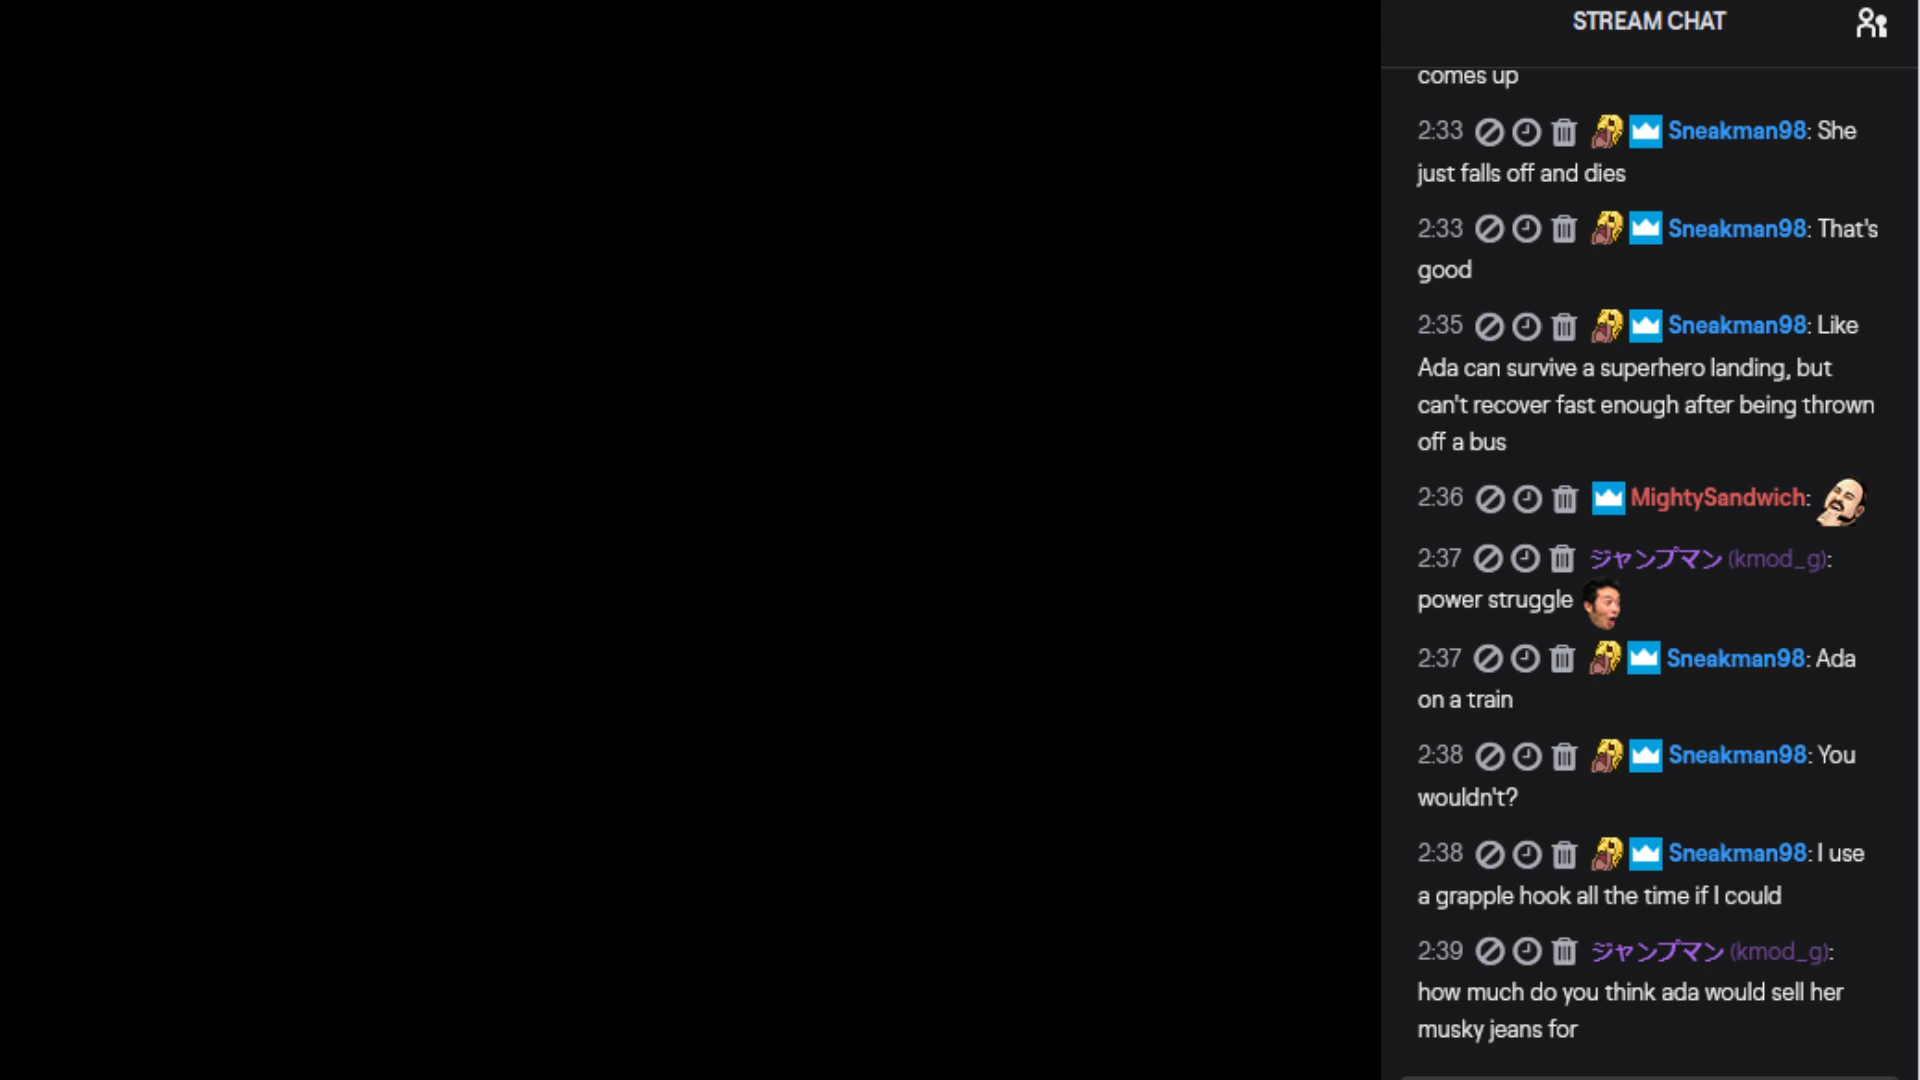 STREAM CHAT
comes up
2:33 Sneakman98: She
just falls off and dies
2:33 Sneakman98: That's
good
2:35 Sneakman98: Like
Ada can survive a superhero landing, but
can't recover fast enough after being thrown
off a bus
2:36 MightySandwich:
2:37 ジャンプマン (kmod_g):
power struggle
2:37 Sneakman98: Ada
on a train
2:38 Sneakman98: You
wouldn't?
2:38 Sneakman98: I use
a grapple hook all the time if I could
2:39 ジャンプマン (kmod_g):
how much do you think ada would sell her
musky jeans for